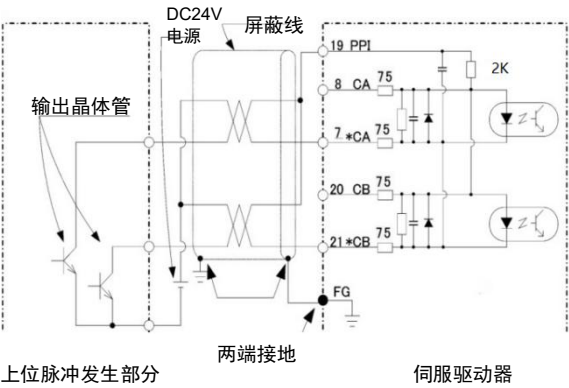 DC24V
电源
屏蔽线
19 PPI
2K
8 CA 75
输出晶体管
7 *CA 75
20 CB 75
21 *CB 75
FG
两端接地
上位脉冲发生部分
伺服驱动器